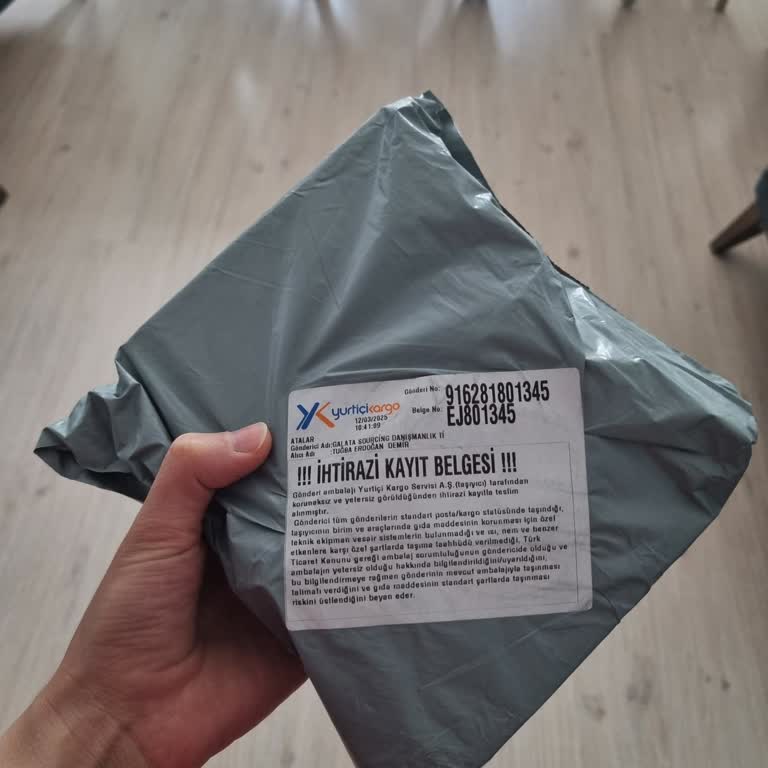 yurtiçi kargo
12/03/2025
10:41:09
Gönderi No: 916281801345
Belge No: EJ801345
ATALAR
Gönderici Adı:GALATA SOURCING DANIŞMANLIK Tİ
Alıcı Adı :TUĞBA ERDOĞAN DEMİR
!!! İHTİRAZİ KAYIT BELGESİ !!!
Gönderi ambalajı Yurtiçi Kargo Servisi A.Ş.(taşıyıcı) tarafından
korunaksız ve yetersiz görüldüğünden ihtirazi kayıtla teslim
alınmıştır.
Gönderici tüm gönderilerin standart posta/kargo statüsünde taşındığı,
taşıyıcının birim ve araçlarında gıda maddesinin korunması için özel
teknik ekipman vesair sistemlerin bulunmadığı ve ısı, nem ve benzer
etkenlere karşı özel şartlarda taşıma taahhüdü verilmediği, Türk
Ticaret Kanunu gereği ambalaj sorumluluğunun göndericide olduğu ve
ambalajın yetersiz olduğu hakkında bilgilendirildiğini/uyarıldığını,
bu bilgilendirmeye rağmen gönderinin mevcut ambalajıyla taşınması
talimatı verdiğini ve gıda maddesinin standart şartlarda taşınması
riskini üstlendiğini beyan eder.